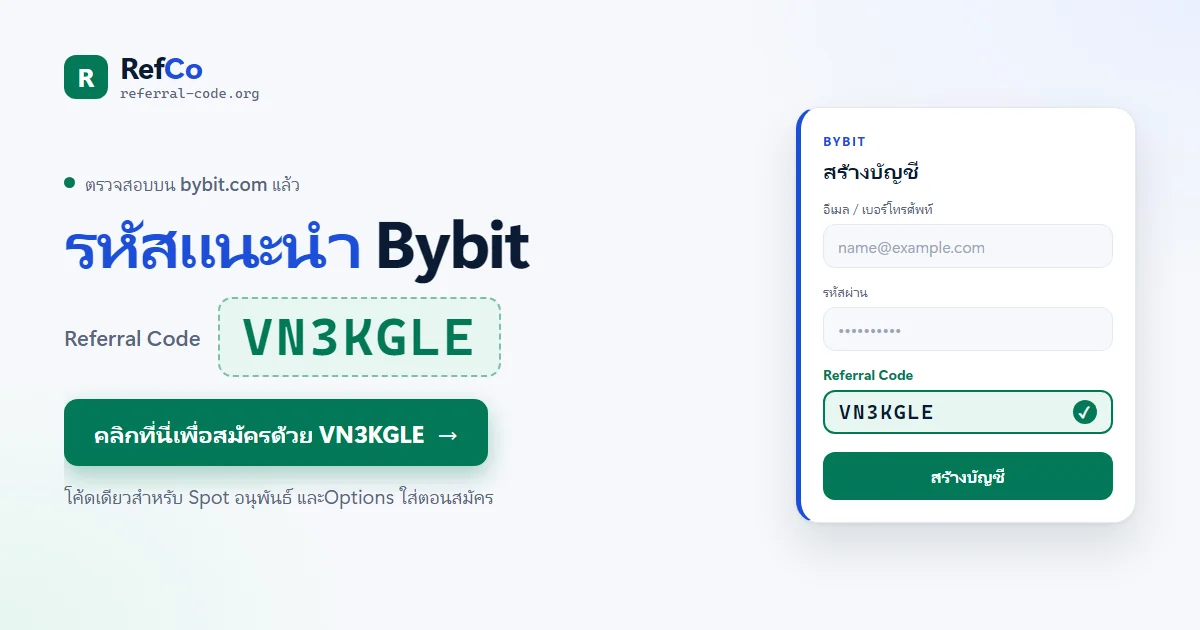 R
RefCo
referral-code.org
ตรวจสอบบน bybit.com แล้ว
รหัสแนะนำ Bybit
Referral Code
VN3KGLE
คลิกที่นี่เพื่อสมัครด้วย VN3KGLE →
โค้ดเดียวสำหรับ Spot อนุพันธ์ และOptions ใส่ตอนสมัคร
BYBIT
สร้างบัญชี
อีเมล / เบอร์โทรศัพท์
name@example.com
รหัสผ่าน
••••••••••
Referral Code
VN3KGLE ✓
สร้างบัญชี